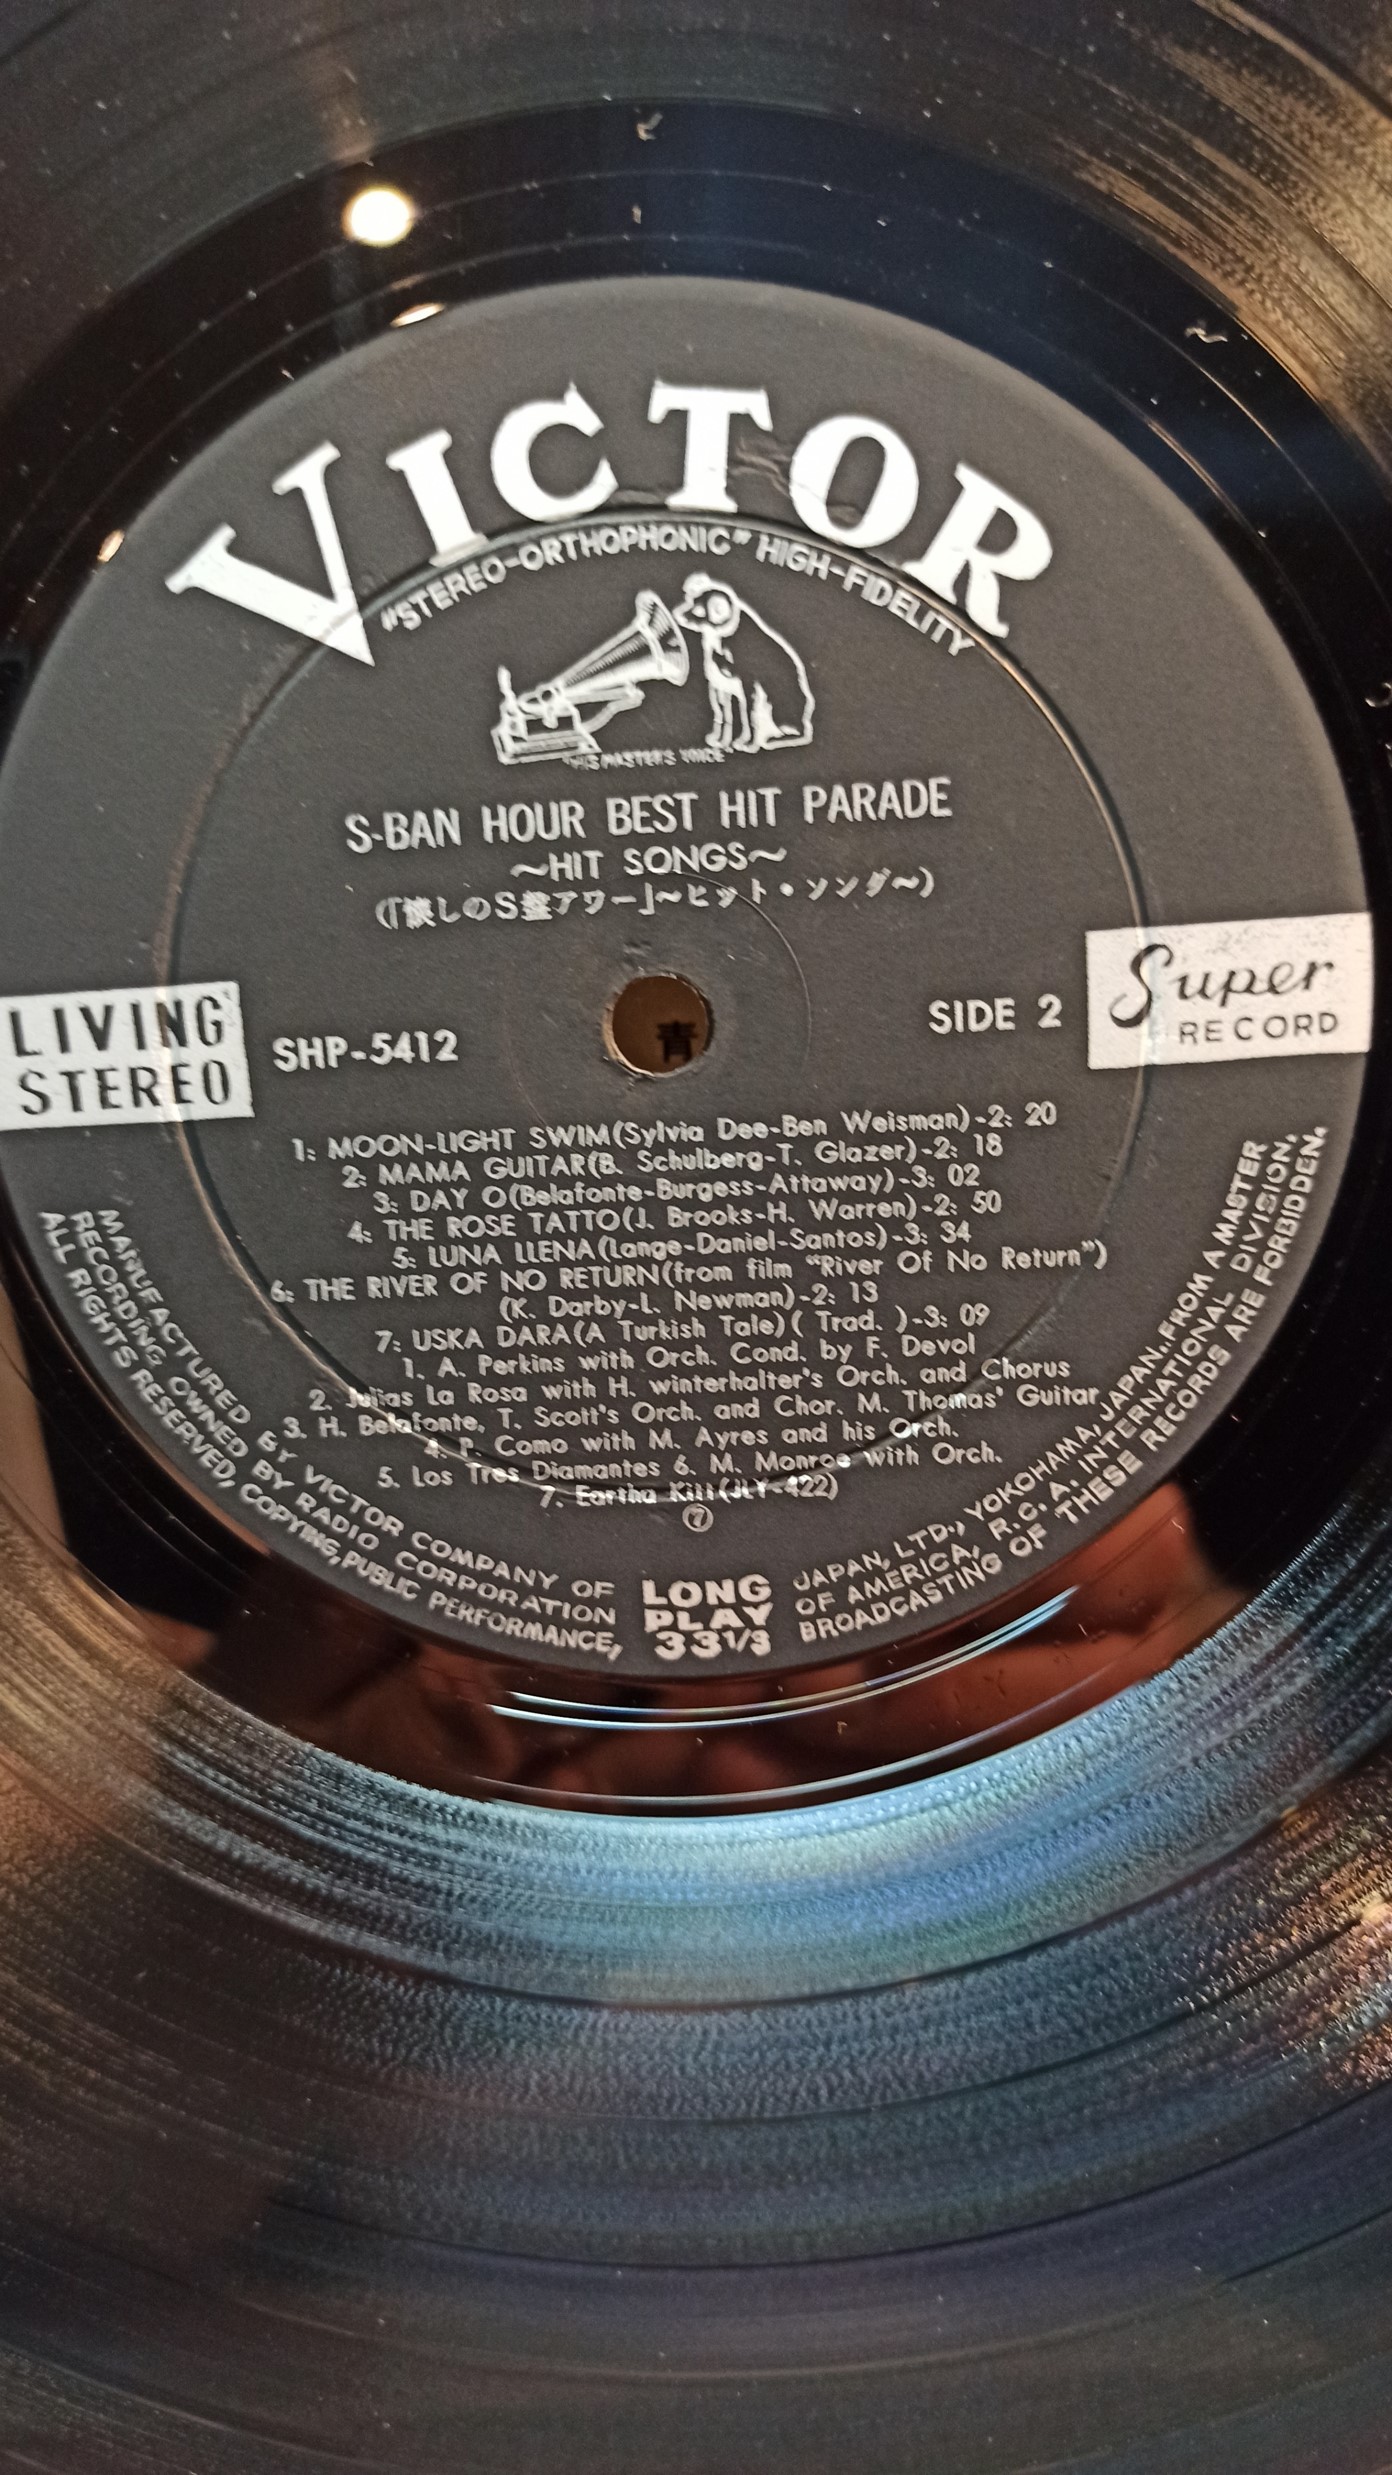 VICTOR
"STEREO-ORTHOPHONIC" HIGH-FIDELITY
"HIS MASTER'S VOICE"
S-BAN HOUR BEST HIT PARADE
~HIT SONGS~
(「懐しのS盤アワー」~ヒット・ソング~)
LIVING
STEREO
SHP-5412
青
SIDE 2
Super
RECORD
1: MOON-LIGHT SWIM(Sylvia Dee-Ben Weisman)-2: 20
2: MAMA GUITAR(B. Schulberg-T. Glazer)-2: 18
3: DAY O(Belafonte-Burgess-Attaway)-3: 02
4: THE ROSE TATTO(J. Brooks-H. Warren)-2: 50
5: LUNA LLENA(Lange-Daniel-Santos)-3: 34
6: THE RIVER OF NO RETURN(from film "River Of No Return")
(K. Darby-L. Newman)-2: 13
7: USKA DARA(A Turkish Tale)( Trad. )-3: 09
1. A. Perkins with Orch. Cond. by F. Devol
2. Julias La Rosa with H. winterhalter's Orch. and Chorus
3. H. Belafonte, T. Scott's Orch. and Chor. M. Thomas' Guitar
4. P. Como with M. Ayres and his Orch.
5. Los Tres Diamantes 6. M. Monroe with Orch.
7. Eartha Kitt(JLY-422)
⑦
LONG
PLAY
33 1/3
MANUFACTURED BY VICTOR COMPANY OF JAPAN, LTD., YOKOHAMA, JAPAN. FROM A MASTER
RECORDING OWNED BY RADIO CORPORATION OF AMERICA, R.C.A. INTERNATIONAL DIVISION,
ALL RIGHTS RESERVED, COPYING, PUBLIC PERFORMANCE, BROADCASTING OF THESE RECORDS ARE FORBIDDEN.